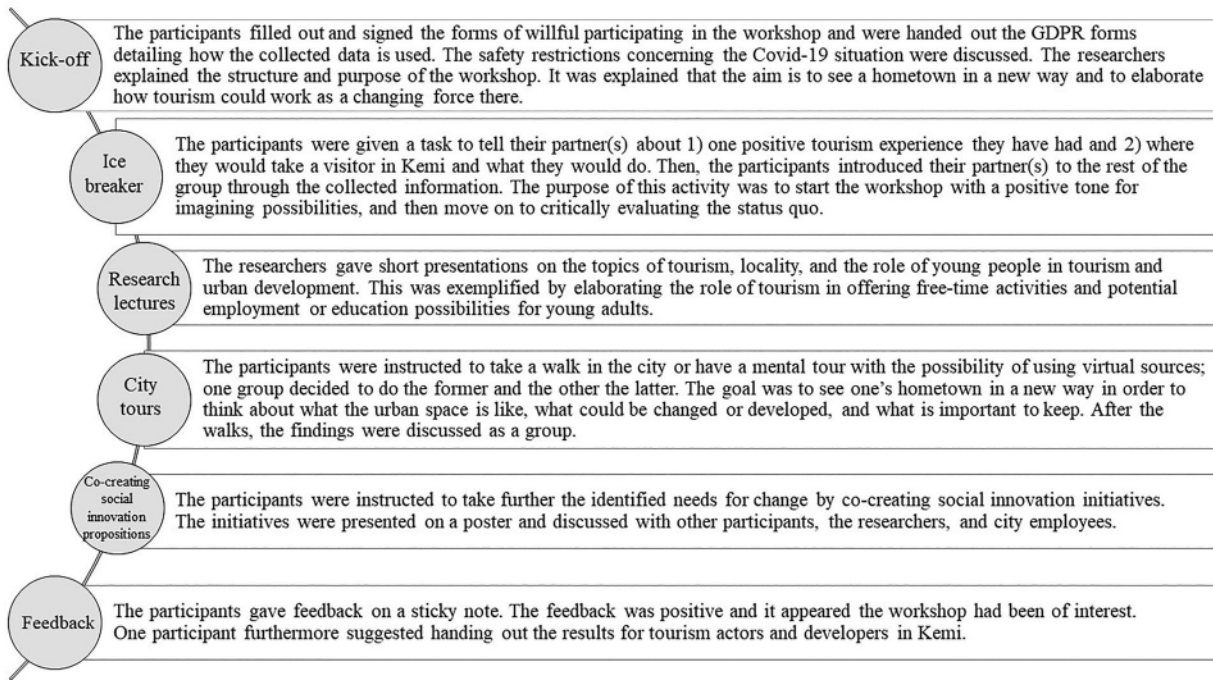 Kick-off
The participants filled out and signed the forms of willful participating in the workshop and were handed out the GDPR forms
detailing how the collected data is used. The safety restrictions concerning the Covid-19 situation were discussed. The researchers
explained the structure and purpose of the workshop. It was explained that the aim is to see a hometown in a new way and to elaborate
how tourism could work as a changing force there.
Ice
breaker
The participants were given a task to tell their partner(s) about 1) one positive tourism experience they have had and 2) where
they would take a visitor in Kemi and what they would do. Then, the participants introduced their partner(s) to the rest of the
group through the collected information. The purpose of this activity was to start the workshop with a positive tone for
imagining possibilities, and then move on to critically evaluating the status quo.
Research
lectures
The researchers gave short presentations on the topics of tourism, locality, and the role of young people in tourism and
urban development. This was exemplified by elaborating the role of tourism in offering free-time activities and potential
employment or education possibilities for young adults.
City
tours
The participants were instructed to take a walk in the city or have a mental tour with the possibility of using virtual sources;
one group decided to do the former and the other the latter. The goal was to see one's hometown in a new way in order to
think about what the urban space is like, what could be changed or developed, and what is important to keep. After the
walks, the findings were discussed as a group.
Co-creating
social
innovation
propositions
The participants were instructed to take further the identified needs for change by co-creating social innovation initiatives.
The initiatives were presented on a poster and discussed with other participants, the researchers, and city employees.
Feedback
The participants gave feedback on a sticky note. The feedback was positive and it appeared the workshop had been of interest.
One participant furthermore suggested handing out the results for tourism actors and developers in Kemi.